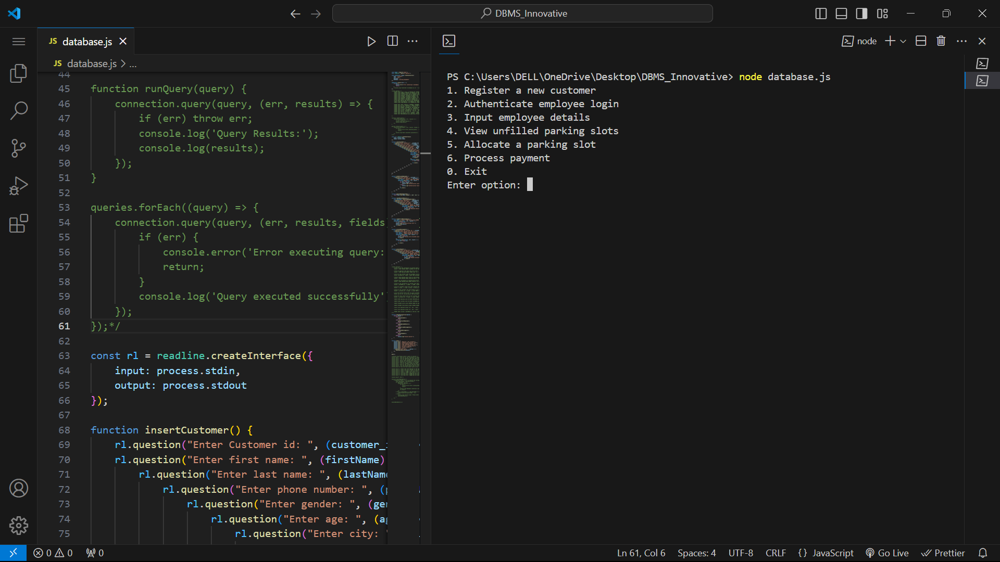 DBMS_Innovative
JS database.js
JS database.js > ...
44
45 function runQuery(query) {
46 connection.query(query, (err, results) => {
47 if (err) throw err;
48 console.log('Query Results:');
49 console.log(results);
50 });
51 }
52
53 queries.forEach((query) => {
54 connection.query(query, (err, results, fields
55 if (err) {
56 console.error('Error executing query:
57 return;
58 }
59 console.log('Query executed successfully'
60 });
61 });*/
62
63 const rl = readline.createInterface({
64 input: process.stdin,
65 output: process.stdout
66 });
67
68 function insertCustomer() {
69 rl.question("Enter Customer id: ", (customer_
70 rl.question("Enter first name: ", (firstName)
71 rl.question("Enter last name: ", (lastName
72 rl.question("Enter phone number: ", (
73 rl.question("Enter gender: ", (ge
74 rl.question("Enter age: ", (a
75 rl.question("Enter city: 
node
PS C:\Users\DELL\OneDrive\Desktop\DBMS_Innovative> node database.js
1. Register a new customer
2. Authenticate employee login
3. Input employee details
4. View unfilled parking slots
5. Allocate a parking slot
6. Process payment
0. Exit
Enter option:
0 0 0
Ln 61, Col 6 Spaces: 4 UTF-8 CRLF {} JavaScript Go Live Prettier